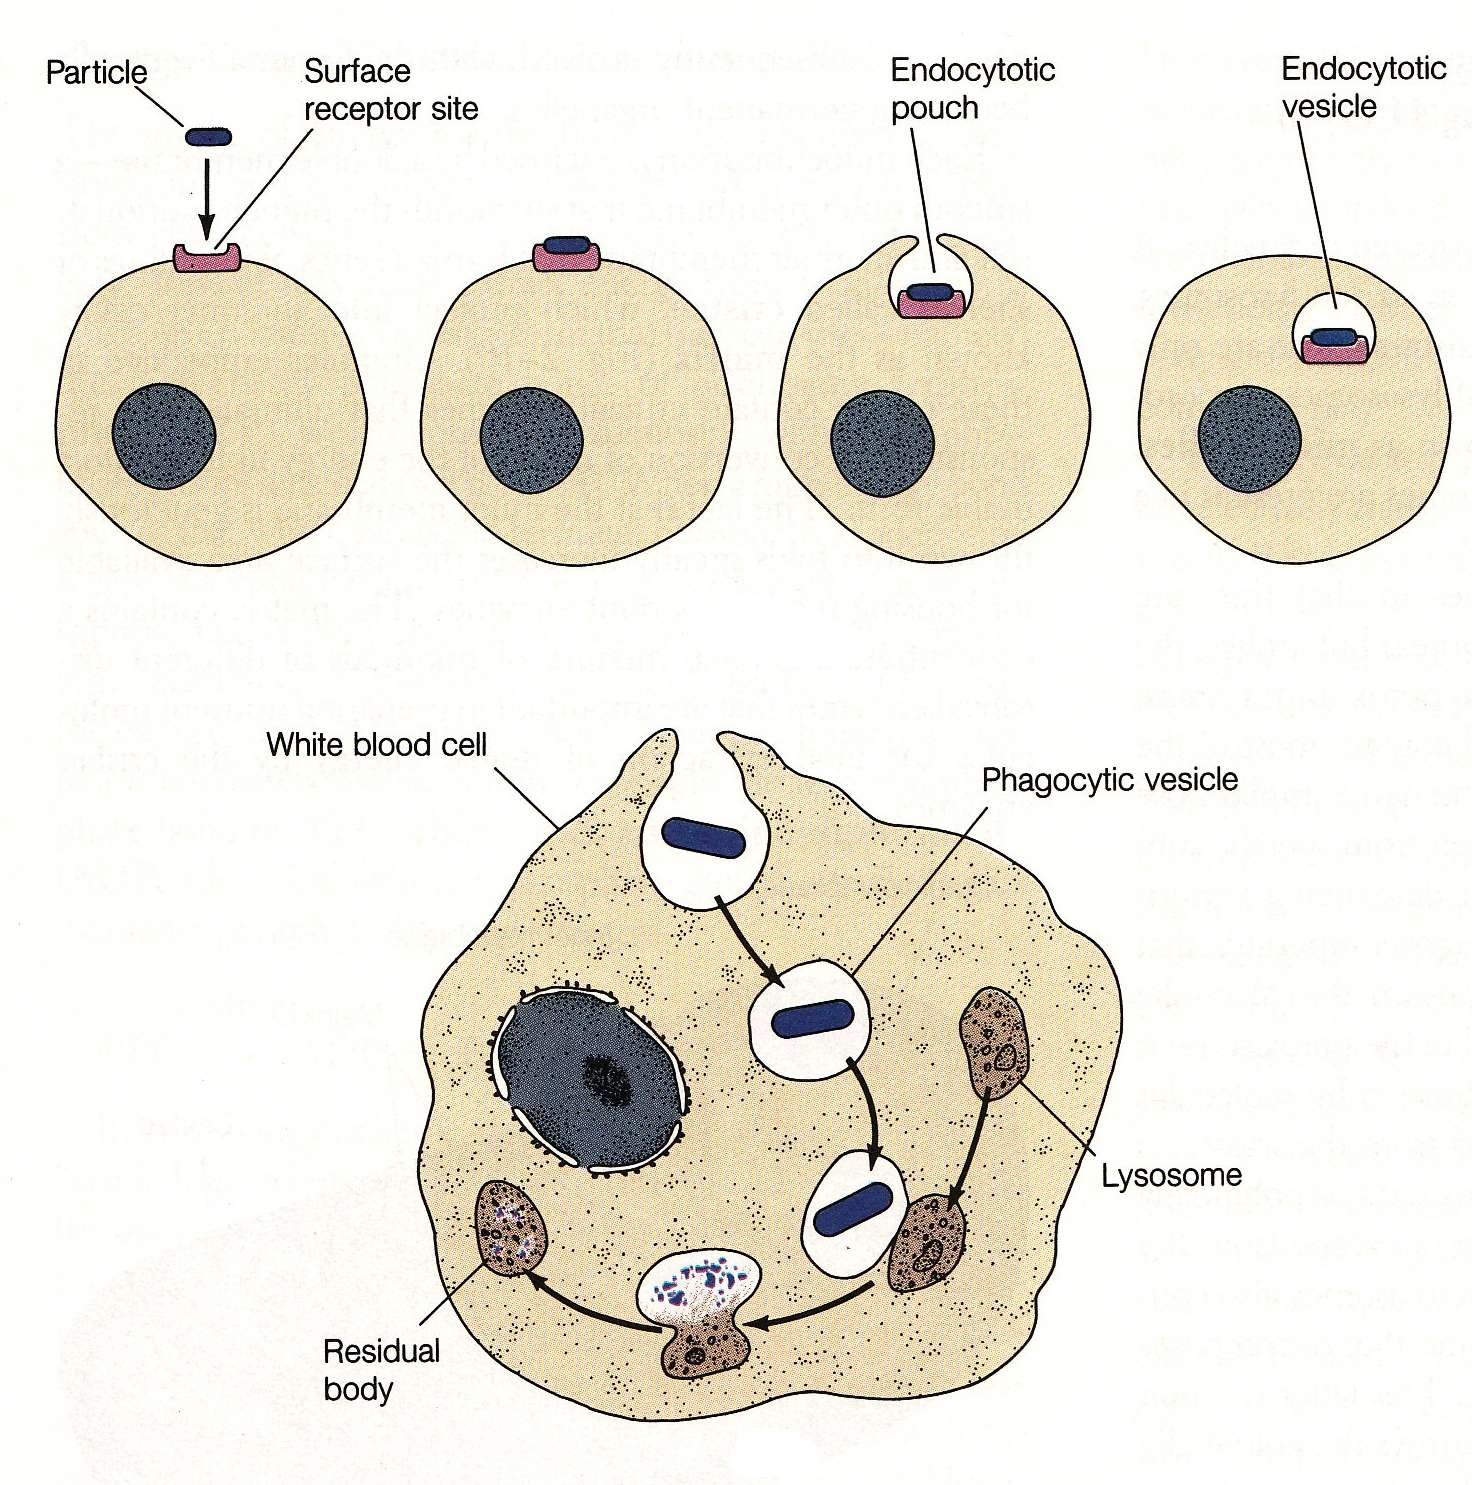 Particle
Surface
receptor site
Endocytotic
pouch
Endocytotic
vesicle
White blood cell
Phagocytic vesicle
Lysosome
Residual
body